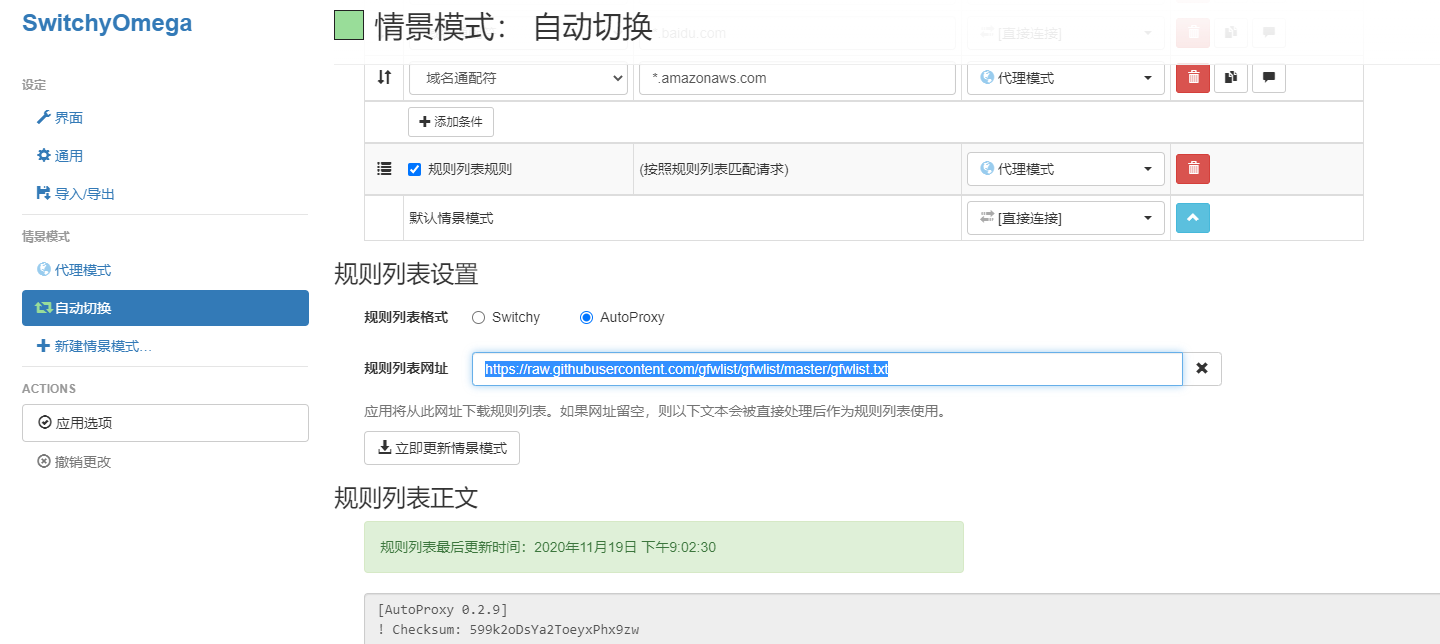 SwitchyOmega
设定
界面
通用
导入/导出
情景模式
代理模式
自动切换
新建情景模式...
ACTIONS
应用选项
撤销更改
情景模式： 自动切换
baidu.com [直接连接]
域名通配符 *.amazonaws.com 代理模式
添加条件
规则列表规则 (按照规则列表匹配请求) 代理模式
默认情景模式 [直接连接]
规则列表设置
规则列表格式 Switchy AutoProxy
规则列表网址 https://raw.githubusercontent.com/gfwlist/gfwlist/master/gfwlist.txt
应用将从此网址下载规则列表。如果网址留空，则以下文本会被直接处理后作为规则列表使用。
立即更新情景模式
规则列表正文
规则列表最后更新时间：2020年11月19日 下午9:02:30
[AutoProxy 0.2.9]
! Checksum: 599k2oDsYa2ToeyxPhx9zw